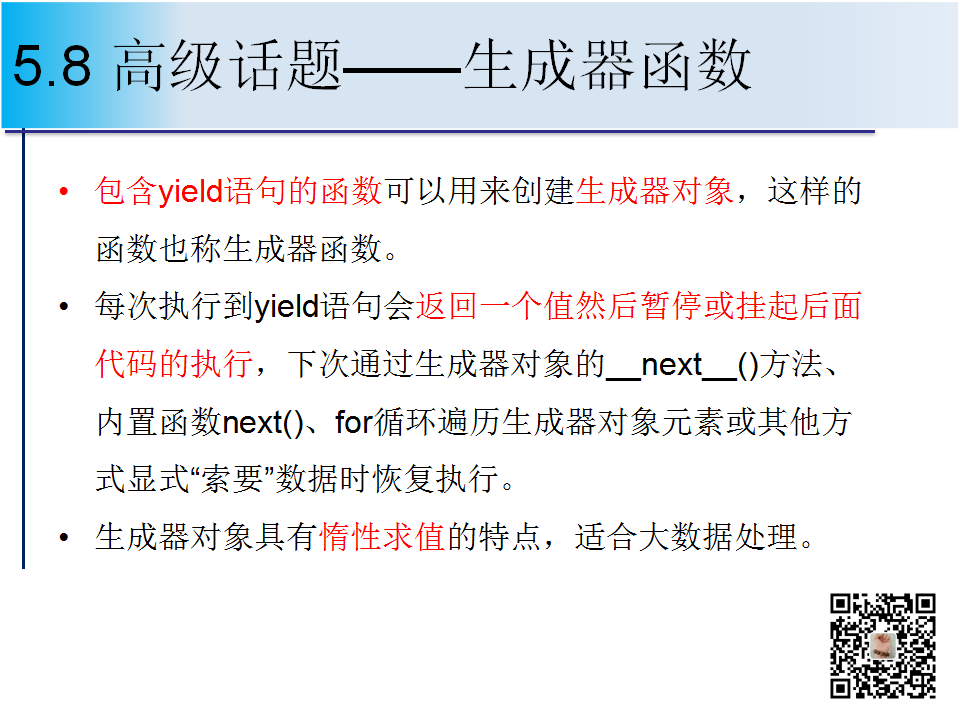 5.8 高级话题——生成器函数
• 包含yield语句的函数可以用来创建生成器对象，这样的
函数也称生成器函数。
• 每次执行到yield语句会返回一个值然后暂停或挂起后面
代码的执行，下次通过生成器对象的__next__()方法、
内置函数next()、for循环遍历生成器对象元素或其他方
式显式“索要”数据时恢复执行。
• 生成器对象具有惰性求值的特点，适合大数据处理。